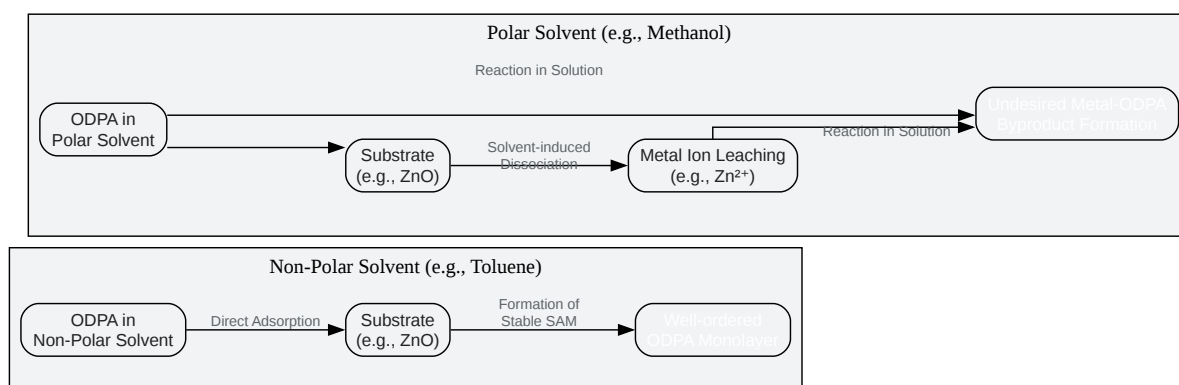 Polar Solvent (e.g., Methanol)
Reaction in Solution
ODPA in
Polar Solvent
Undesired Metal-ODPA
Byproduct Formation
Substrate
(e.g., ZnO)
Solvent-induced
Dissociation
Metal Ion Leaching
(e.g., Zn²⁺)
Reaction in Solution
Non-Polar Solvent (e.g., Toluene)
ODPA in
Non-Polar Solvent
Direct Adsorption
Substrate
(e.g., ZnO)
Formation of
Stable SAM
Well-ordered
ODPA Monolayer